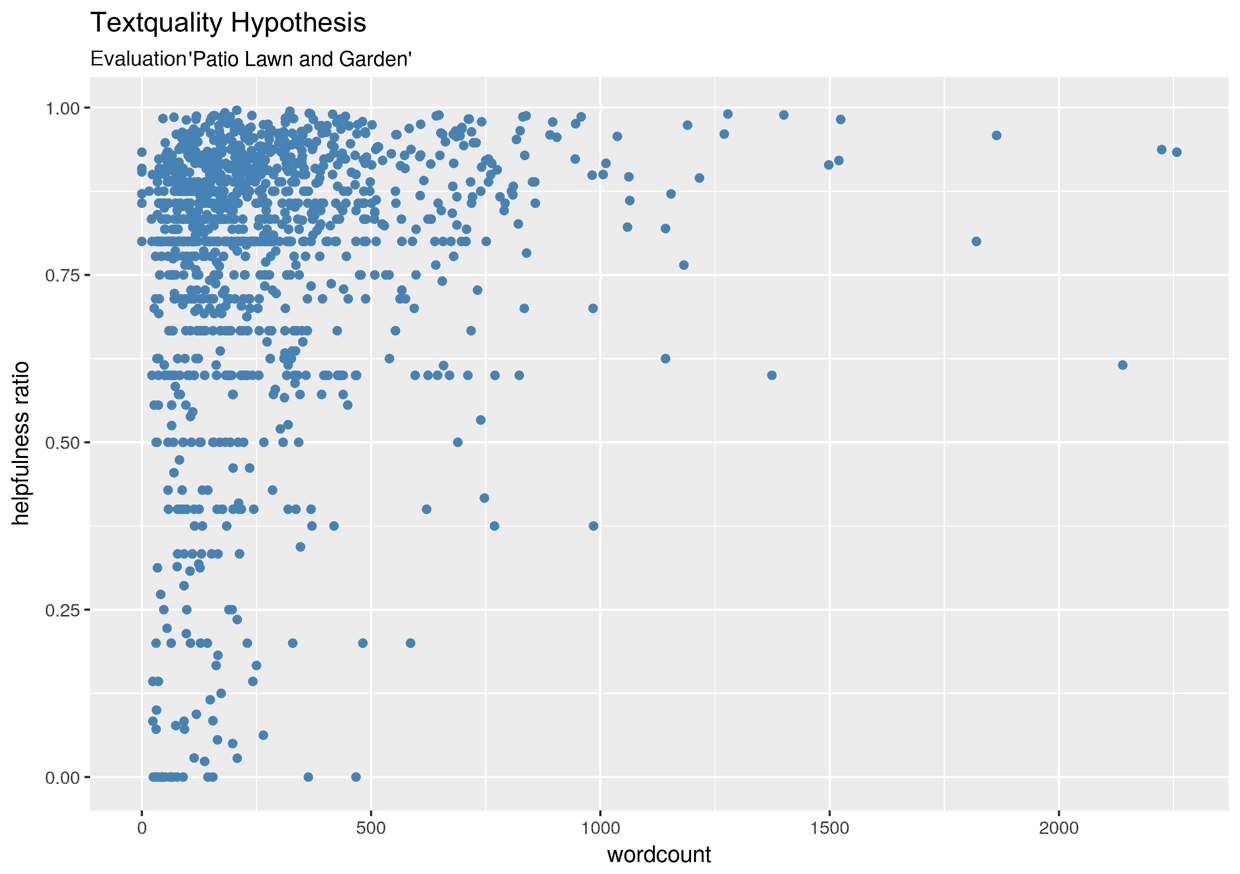 Textquality Hypothesis
Evaluation'Patio Lawn and Garden'
1.00
0.75
0.50
0.25
0.00
helpfulness ratio
0
500
1000
1500
2000
wordcount